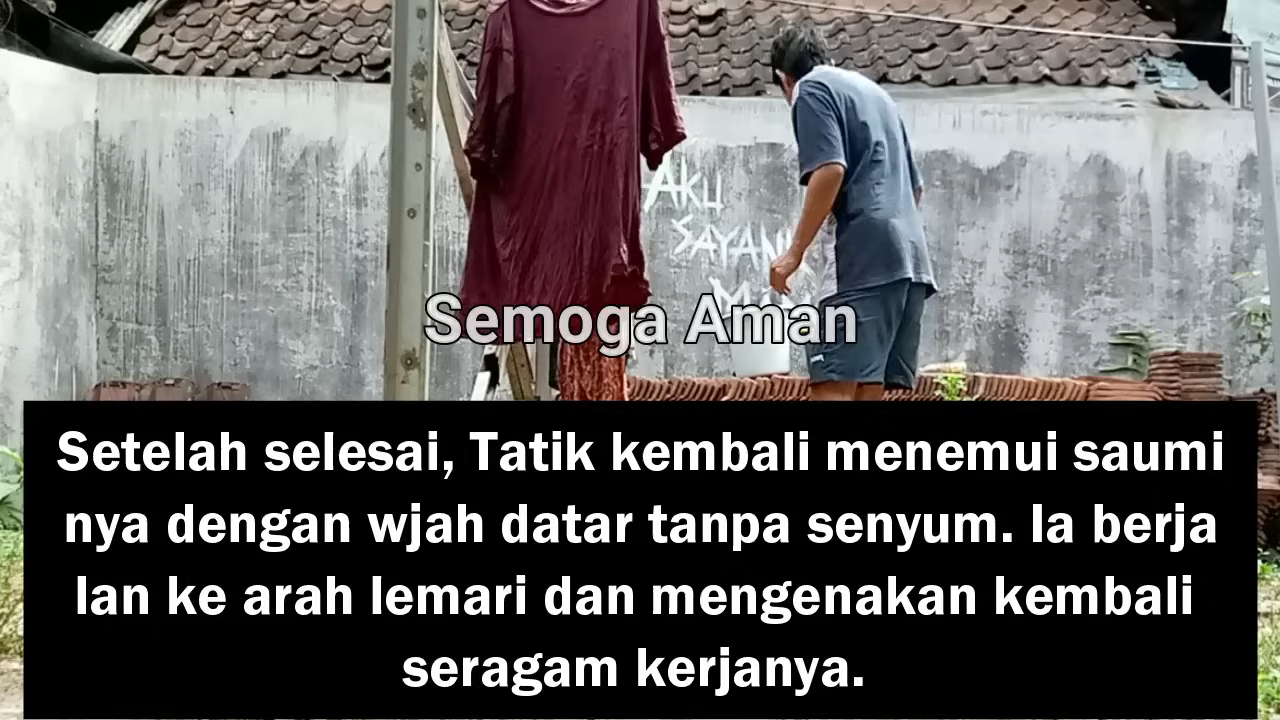 AKU
SAYANG
Semoga Aman
Setelah selesai, Tatik kembali menemui saumi
nya dengan wjah datar tanpa senyum. Ia berja
lan ke arah lemari dan mengenakan kembali
seragam kerjanya.